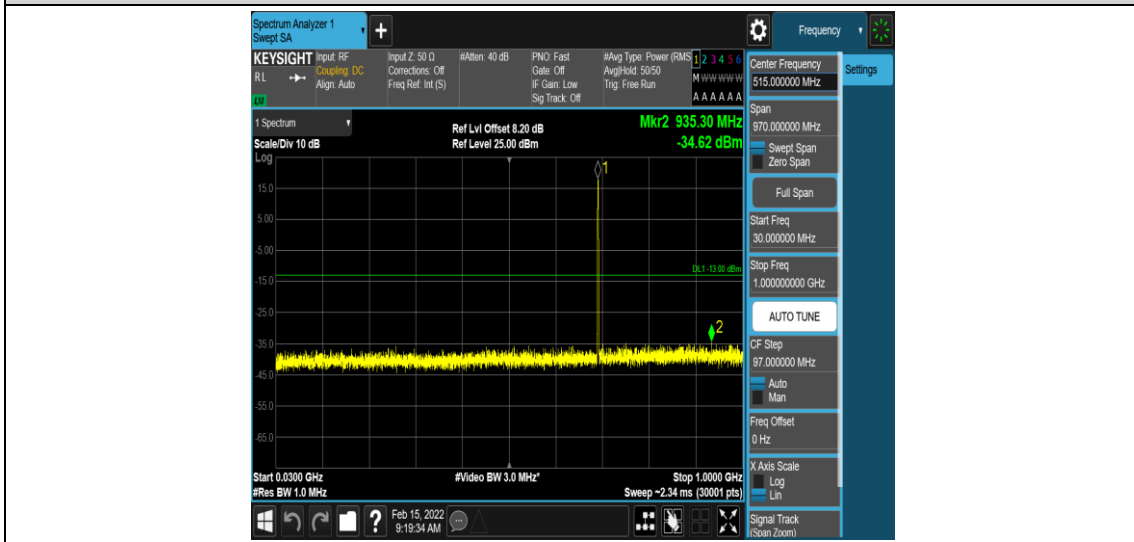 Spectrum Analyzer 1
Swept SA
+
Frequency
KEYSIGHT
RL
Input: RF
Coupling: DC
Align: Auto
Input Z: 50 Ω
Corrections: Off
Freq Ref: Int (S)
#Atten: 40 dB
PNO: Fast
Gate: Off
IF Gain: Low
Sig Track: Off
#Avg Type: Power (RMS
Avg|Hold: 50/50
Trig: Free Run
1 2 3 4 5 6
M W W W W W
A A A A A A
1 Spectrum
Scale/Div 10 dB
Log
Ref Lvl Offset 8.20 dB
Ref Level 25.00 dBm
Mkr2 935.30 MHz
-34.62 dBm
1
15.0
5.00
-5.00
DL1 -13.00 dBm
-15.0
-25.0
2
-35.0
-45.0
-55.0
-65.0
Start 0.0300 GHz
#Res BW 1.0 MHz
#Video BW 3.0 MHz*
Stop 1.0000 GHz
Sweep ~2.34 ms (30001 pts)
Center Frequency
515.000000 MHz
Settings
Span
970.000000 MHz
Swept Span
Zero Span
Full Span
Start Freq
30.000000 MHz
Stop Freq
1.000000000 GHz
AUTO TUNE
CF Step
97.000000 MHz
Auto
Man
Freq Offset
0 Hz
X Axis Scale
Log
Lin
Signal Track
(Span Zoom)
?
Feb 15, 2022
9:19:34 AM